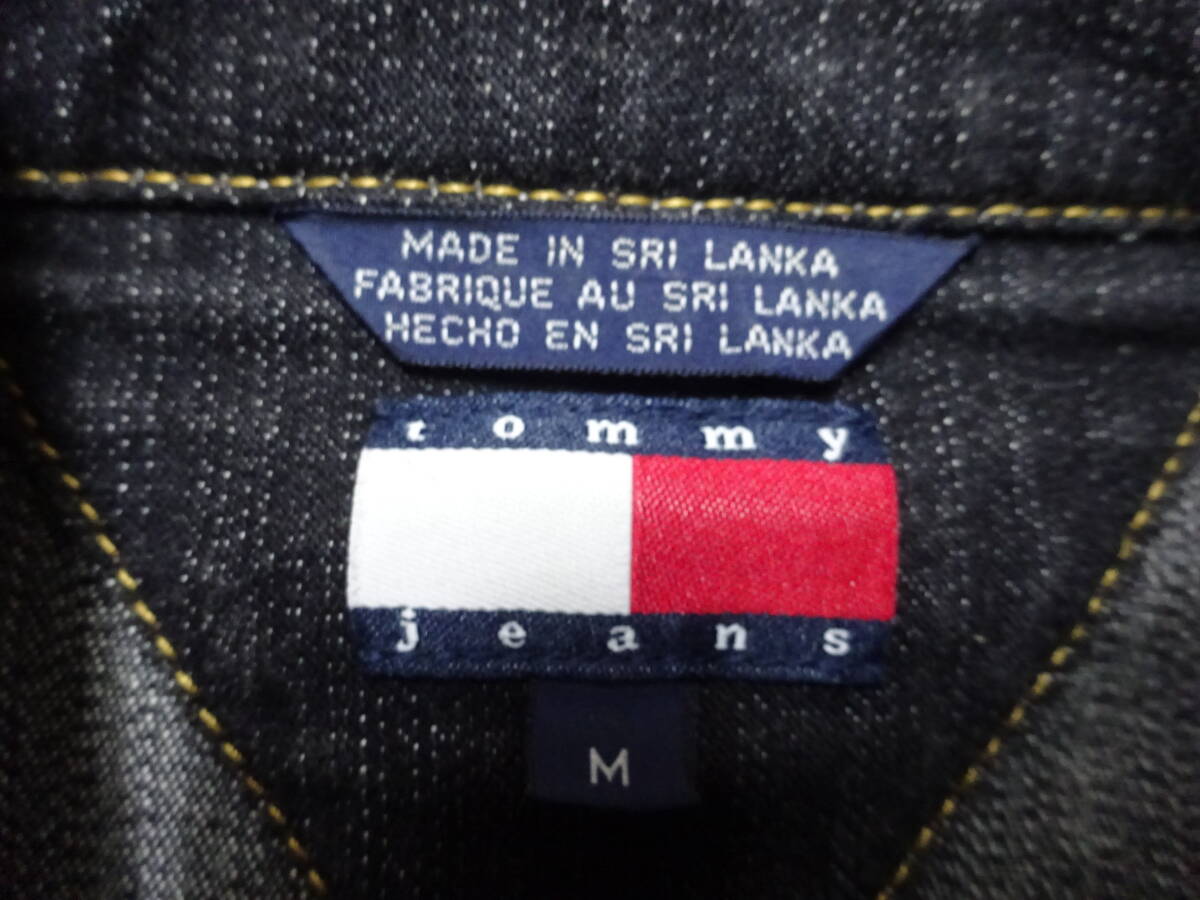 MADE IN SRI LANKA
FABRIQUE AU SRI LANKA
HECHO EN SRI LANKA
tommy
jeans
M